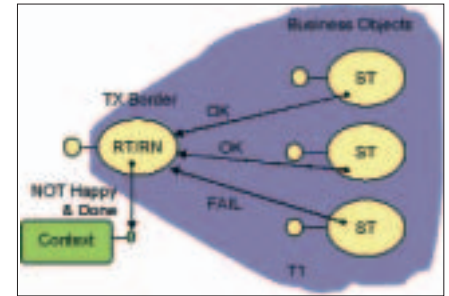 Business Objects
ST
TX Border
OK
RT/RN
OK
ST
NOT Happy
& Done
FAIL
Context
ST
T1